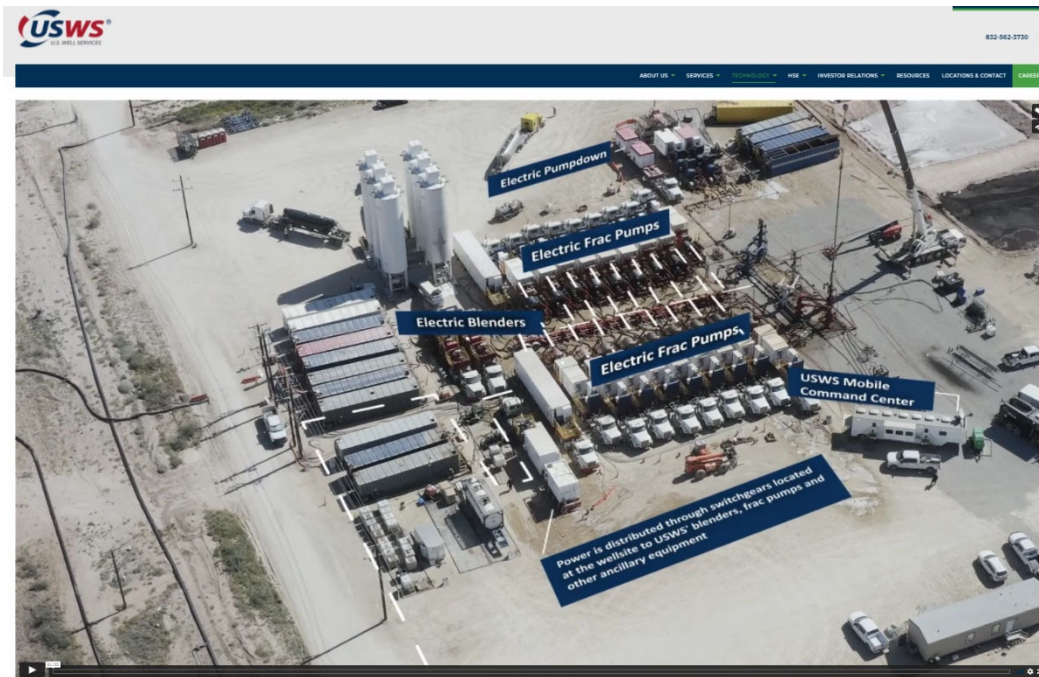 USWS®
U.S. WELL SERVICES
832-562-3730
ABOUT US SERVICES TECHNOLOGY HSE INVESTOR RELATIONS RESOURCES LOCATIONS & CONTACT CAREER
Electric Pumpdown
Electric Frac Pumps
Electric Blenders
Electric Frac Pumps
USWS Mobile
Command Center
Power is distributed through switchgears located
at the wellsite to USWS' blenders, frac pumps and
other ancillary equipment